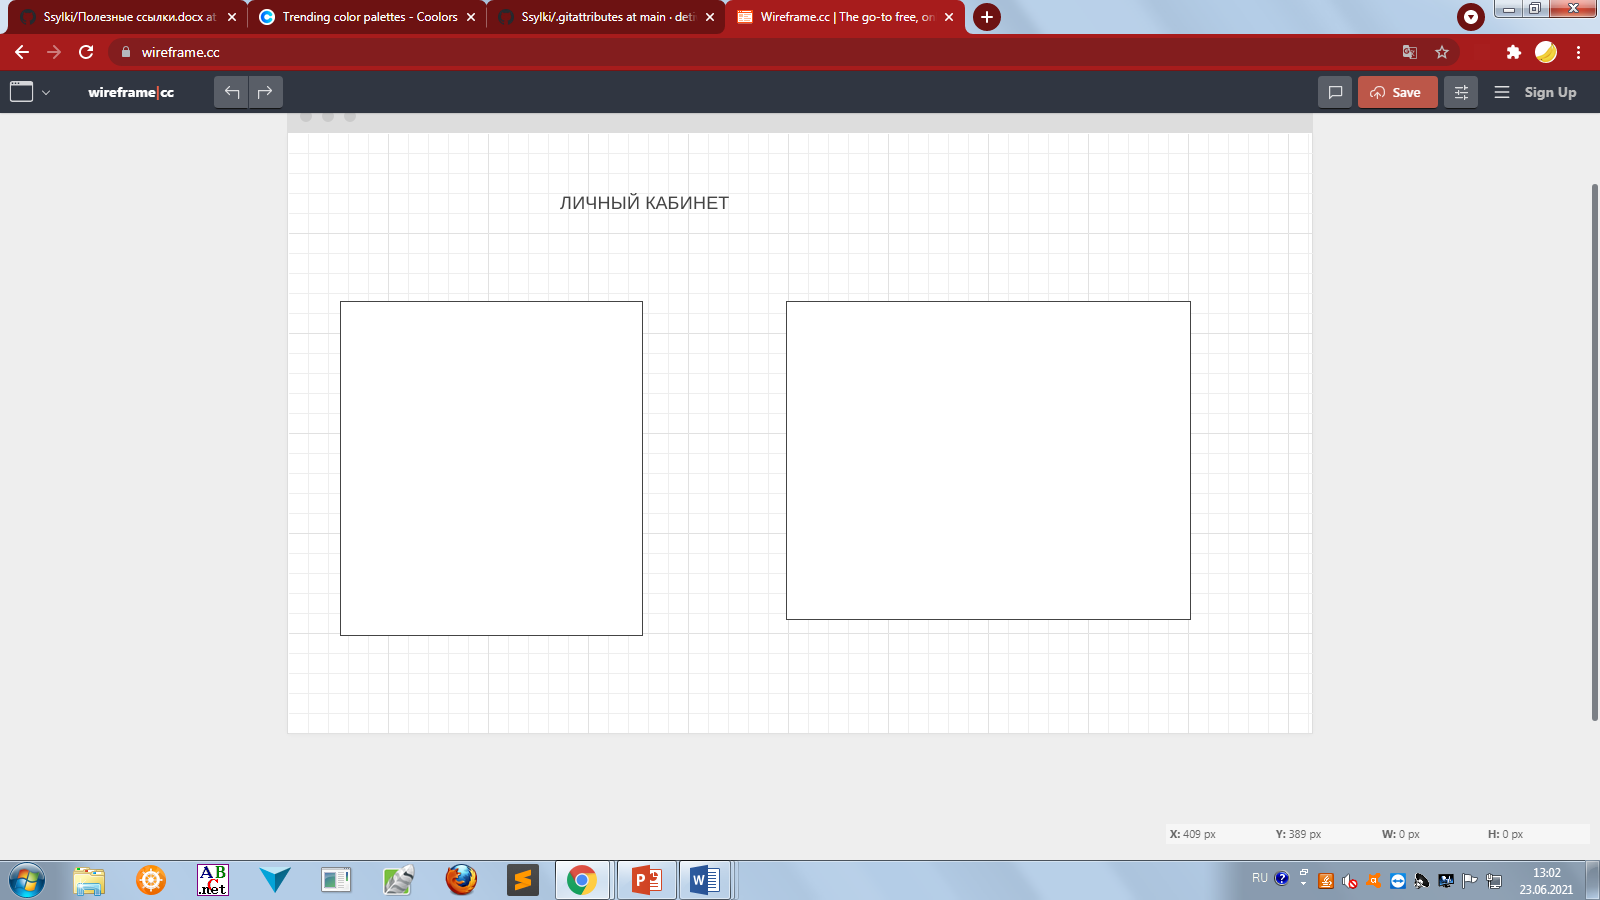 Ssylki/Полезные ссылки.docx at
Trending color palettes - Coolors
Ssylki/.gitattributes at main · deti
Wireframe.cc | The go-to free, on
wireframe.cc
wireframe|cc
Save
Sign Up
ЛИЧНЫЙ КАБИНЕТ
X: 409 px
Y: 389 px
W: 0 px
H: 0 px
ABC.net
RU
13:02
23.06.2021